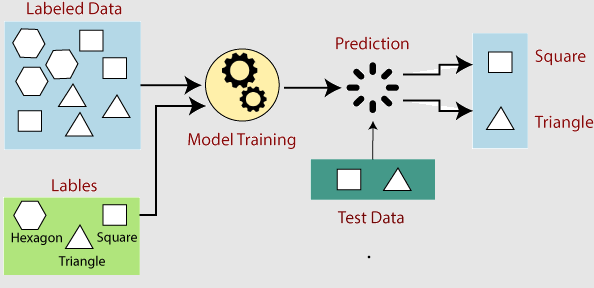 Labeled Data
Prediction
Square
Model Training
Triangle
Lables
Hexagon
Square
Triangle
Test Data